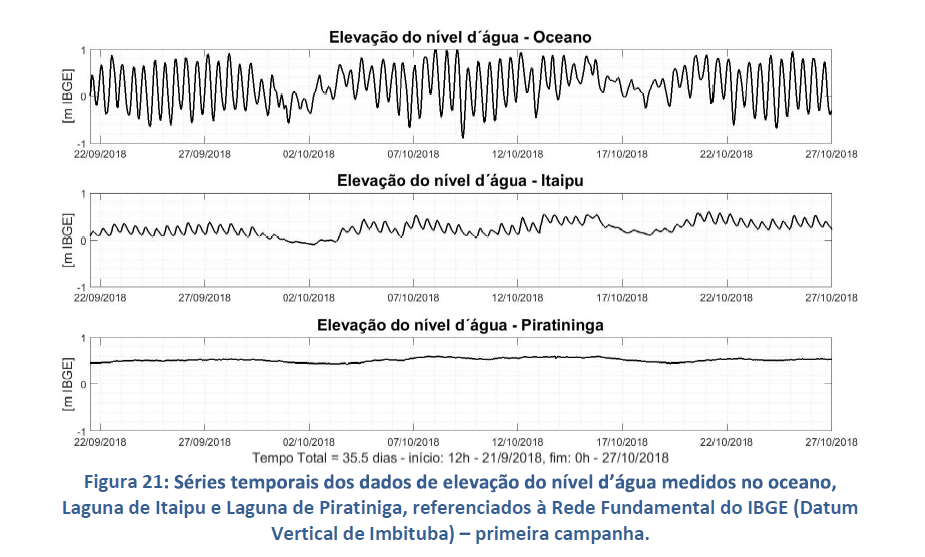 Elevação do nível d´água - Oceano
1
0
-1
[m IBGE]
22/09/2018 27/09/2018 02/10/2018 07/10/2018 12/10/2018 17/10/2018 22/10/2018 27/10/2018
Elevação do nível d´água - Itaipu
1
0
-1
[m IBGE]
22/09/2018 27/09/2018 02/10/2018 07/10/2018 12/10/2018 17/10/2018 22/10/2018 27/10/2018
Elevação do nível d´água - Piratininga
1
0
-1
[m IBGE]
22/09/2018 27/09/2018 02/10/2018 07/10/2018 12/10/2018 17/10/2018 22/10/2018 27/10/2018
Tempo Total = 35.5 dias - início: 12h - 21/9/2018, fim: 0h - 27/10/2018
Figura 21: Séries temporais dos dados de elevação do nível d’água medidos no oceano,
Laguna de Itaipu e Laguna de Piratiniga, referenciados à Rede Fundamental do IBGE (Datum
Vertical de Imbituba) – primeira campanha.